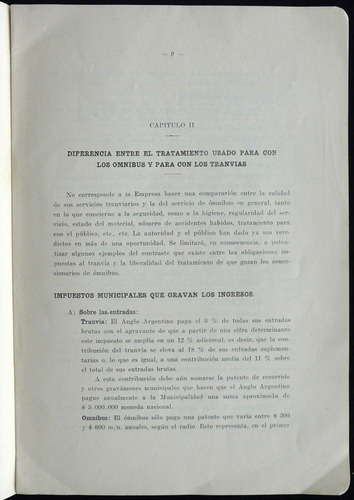 — 9 —
CAPITULO II
DIFERENCIA ENTRE EL TRATAMIENTO USADO PARA CON
LOS OMNIBUS Y PARA CON LOS TRANVIAS
No corresponde a la Empresa hacer una comparación entre la calidad
de sus servicios tranviarios y la del servicio de ómnibus en general, tanto
en lo que concierne a la seguridad, como a la higiene, regularidad del ser-
vicio, estado del material, número de accidentes habidos, tratamiento para
con el público, etc., etc. La autoridad y el público han dado ya sus vere-
dictos en más de una oportunidad. Se limitará, en consecuencia, a paten-
tizar algunos ejemplos del contraste que existe entre las obligaciones im-
puestas al tranvía y la liberalidad del tratamiento de que gozan los conce-
sionarios de ómnibus.
IMPUESTOS MUNICIPALES QUE GRAVAN LOS INGRESOS.
A) Sobre las entradas:
Tranvía: El Anglo Argentino paga el 6 % de todas sus entradas
brutas con el agravante de que a partir de una cifra determinante
este impuesto se amplía en un 12 % adicional, es decir, que la con-
tribución del tranvía se eleva al 18 % de sus entradas suplementa-
rias o, lo que es igual, a una contribución media del 11 % sobre
el total de sus entradas brutas.
A esta contribución debe aún sumarse la patente de recorrido
y otros gravámenes municipales que hacen que el Anglo Argentino
pague anualmente a la Municipalidad una suma aproximada de
$ 5.000.000 moneda nacional.
Omnibus: El ómnibus sólo paga una patente que varía entre $ 300
y $ 600 m/n. anuales, según el radio. Esto representa, en el primer